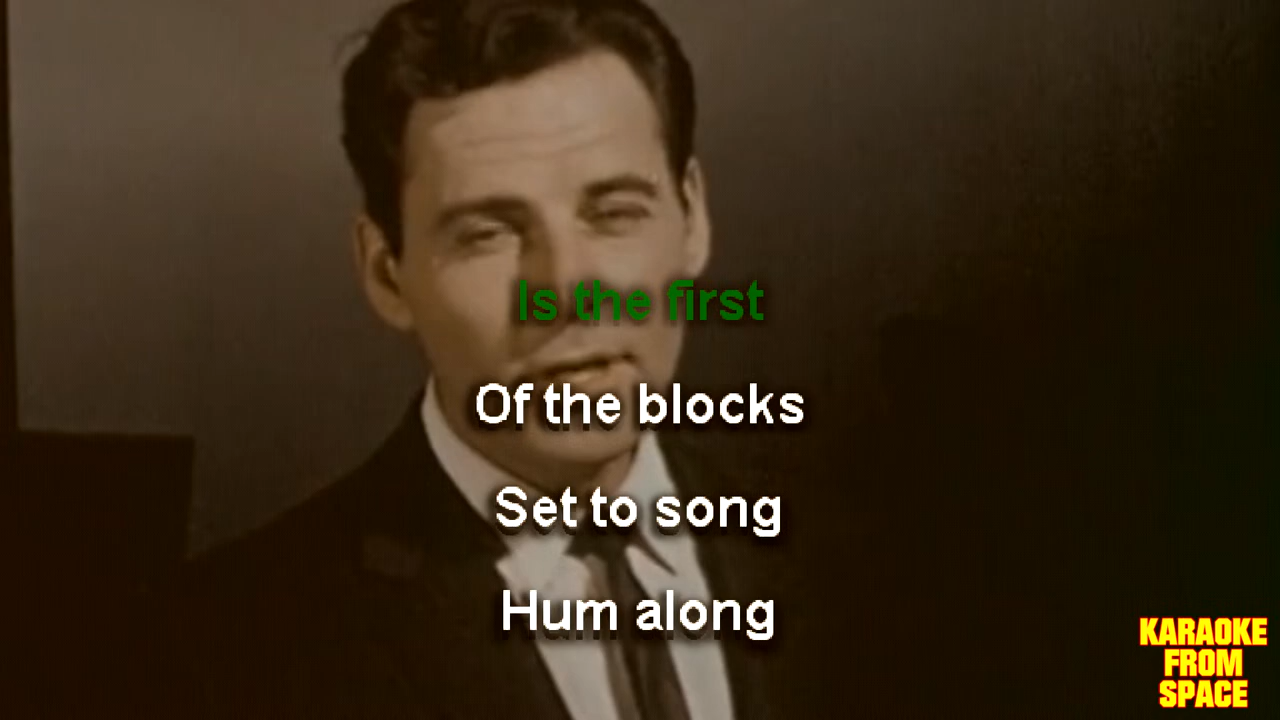 Is the first
Of the blocks
Set to song
Hum along
KARAOKE
FROM
SPACE